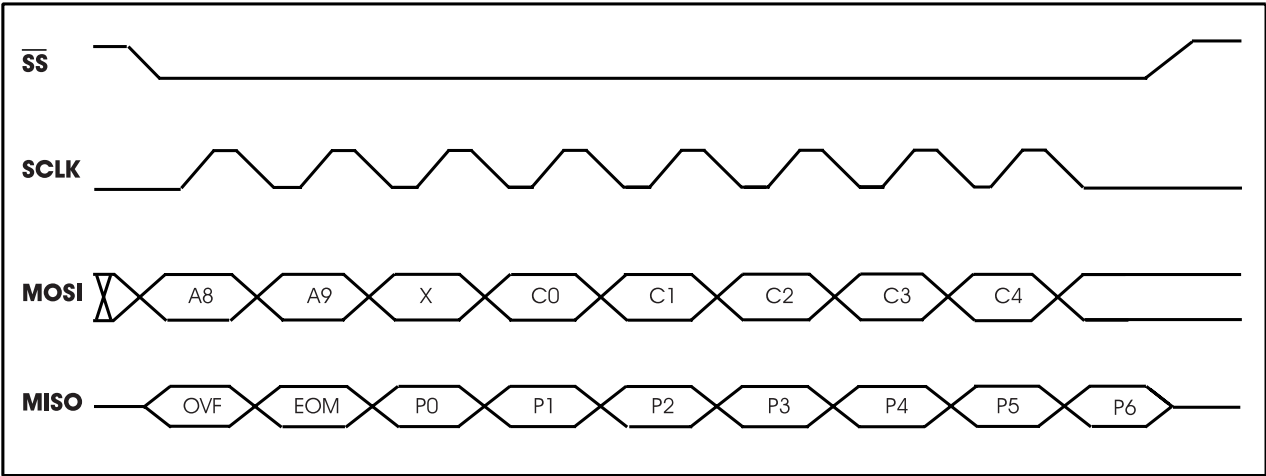 SS
SCLK
MOSI A8 A9 X C0 C1 C2 C3 C4
MISO OVF EOM P0 P1 P2 P3 P4 P5 P6